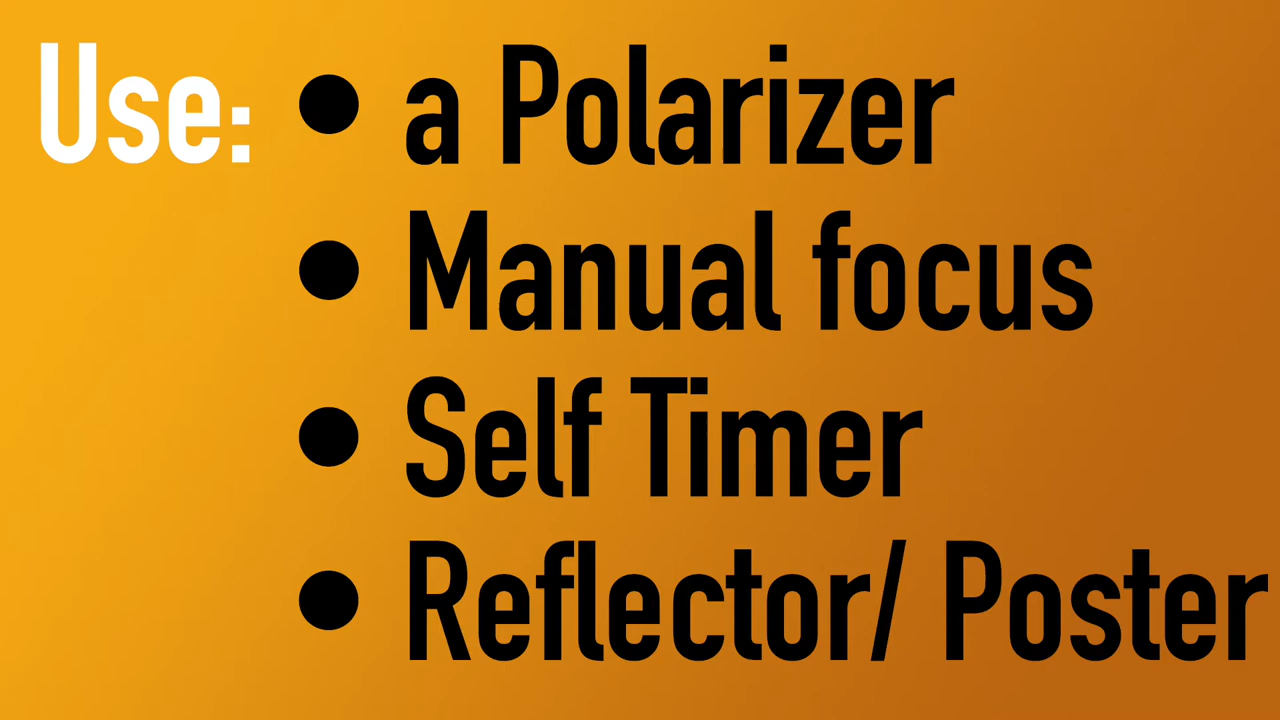 Use: • a Polarizer
• Manual focus
• Self Timer
• Reflector/ Poster